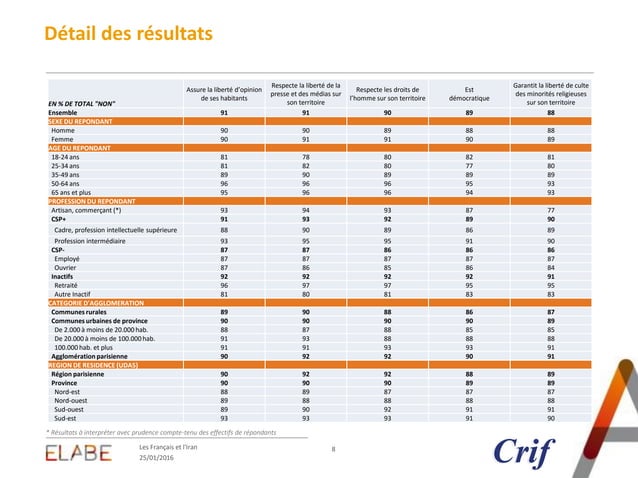 Détail des résultats
EN % DE TOTAL "NON" Assure la liberté d'opinion de ses habitants Respecte la liberté de la presse et des médias sur son territoire Respecte les droits de l'homme sur son territoire Est démocratique Garantit la liberté de culte des minorités religieuses sur son territoire
Ensemble 91 91 90 89 88
SEXE DU REPONDANT
Homme 90 90 89 88 88
Femme 90 91 91 90 89
AGE DU REPONDANT
18-24 ans 81 78 80 82 81
25-34 ans 81 82 80 77 80
35-49 ans 89 90 89 89 89
50-64 ans 96 96 96 95 93
65 ans et plus 95 96 96 94 93
PROFESSION DU REPONDANT
Artisan, commerçant (*) 93 94 93 87 77
CSP+ 91 93 92 89 90
Cadre, profession intellectuelle supérieure 88 90 89 86 89
Profession intermédiaire 93 95 95 91 90
CSP- 87 87 86 86 86
Employé 87 87 87 87 87
Ouvrier 87 86 85 86 84
Inactifs 92 92 92 92 91
Retraité 96 97 97 95 95
Autre Inactif 81 80 81 83 83
CATEGORIE D'AGGLOMERATION
Communes rurales 89 90 88 86 87
Communes urbaines de province 90 90 90 90 89
De 2.000 à moins de 20.000 hab. 88 87 88 85 85
De 20.000 à moins de 100.000 hab. 91 93 88 88 88
100.000 hab. et plus 91 91 93 93 91
Agglomération parisienne 90 92 92 90 91
REGION DE RESIDENCE (UDA5)
Région parisienne 90 92 92 88 89
Province 90 90 90 89 89
Nord-est 88 89 87 87 87
Nord-ouest 89 88 88 88 88
Sud-ouest 89 90 92 91 91
Sud-est 93 93 93 91 90
* Résultats à interpréter avec prudence compte-tenu des effectifs de répondants
ELABE
Les Français et l'Iran
25/01/2016
8
Crif